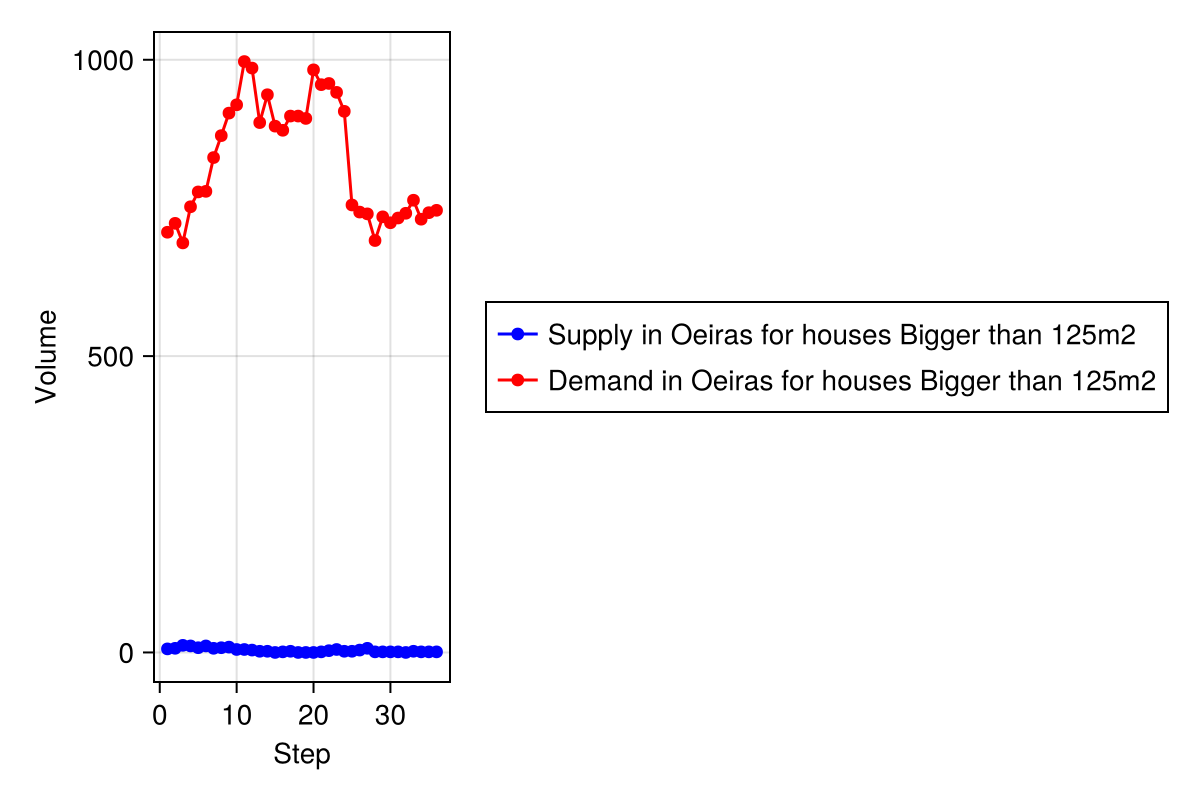 1000
500
0
Volume
0 10 20 30
Step
Supply in Oeiras for houses Bigger than 125m2
Demand in Oeiras for houses Bigger than 125m2